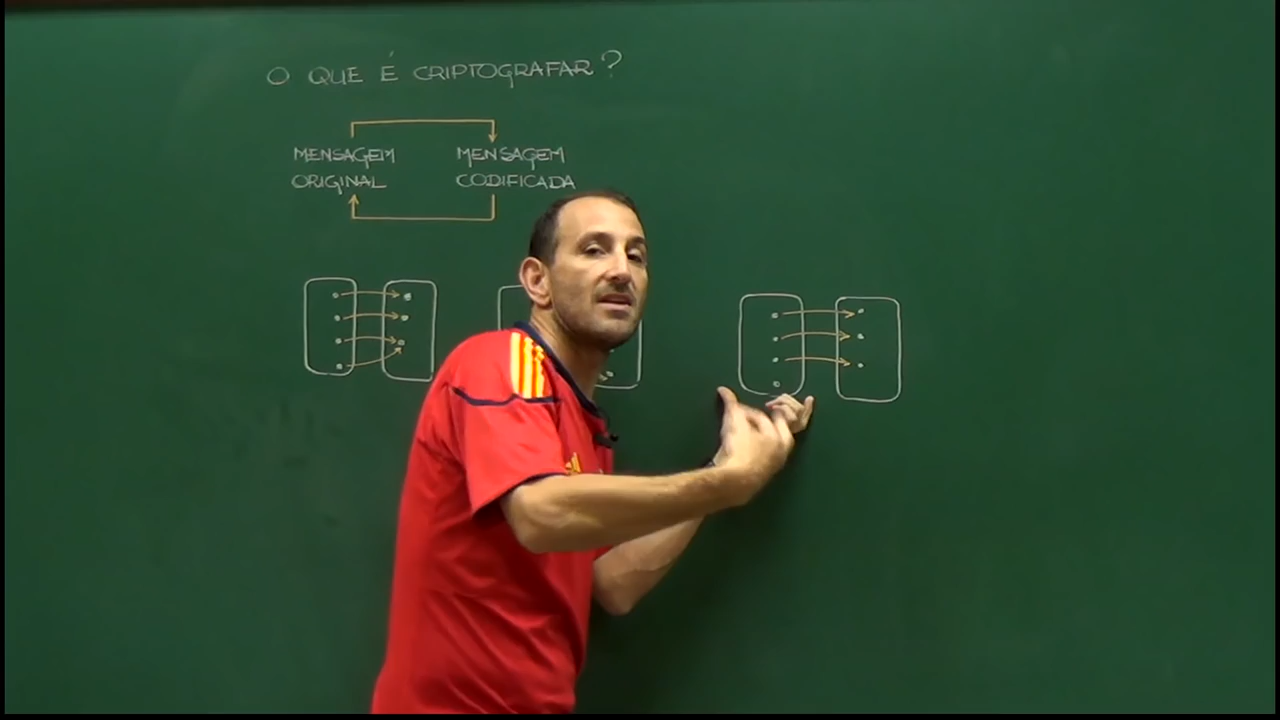 O QUE É CRIPTOGRAFAR?
MENSAGEM ORIGINAL
MENSAGEM CODIFICADA